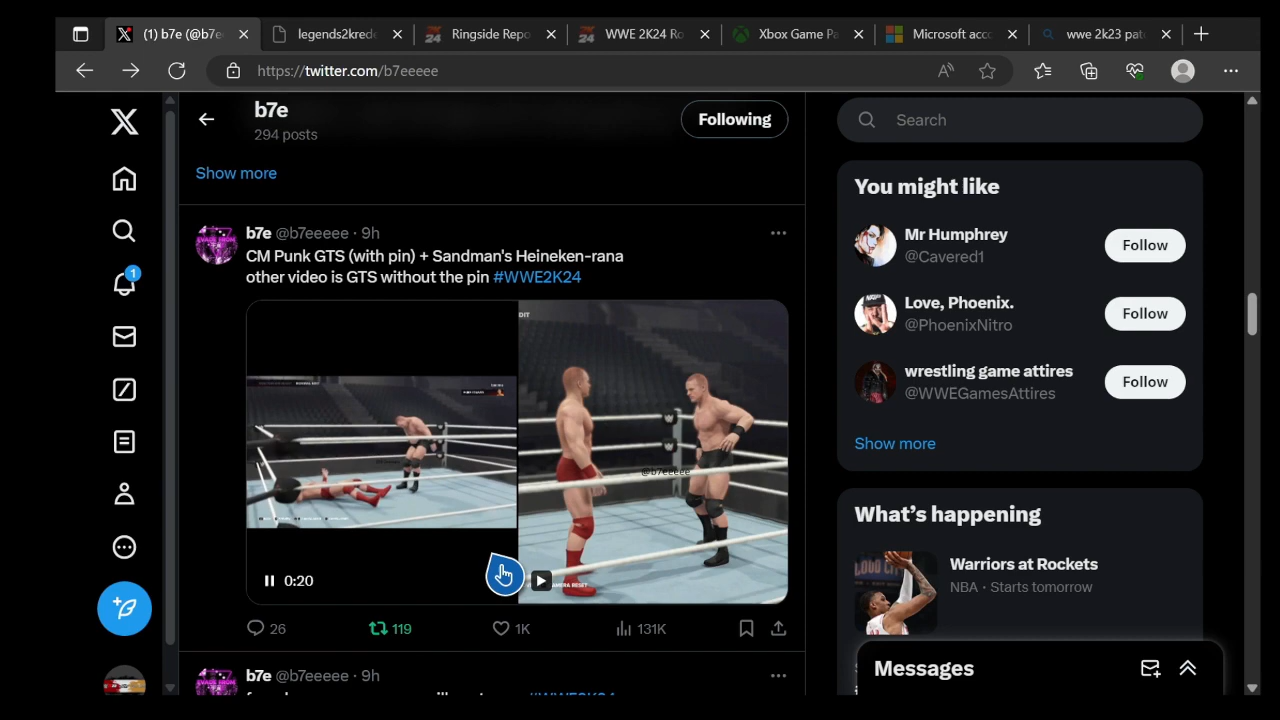 (1) b7e (@b7e
legends2kred
Ringside Repo
WWE 2K24 Ro
Xbox Game Pa
Microsoft acc
wwe 2k23 pat
https://twitter.com/b7eeeee
b7e
294 posts
Following
Search
Show more
You might like
Mr Humphrey
@Cavered1
Follow
Love, Phoenix.
@PhoenixNitro
Follow
wrestling game attires
@WWEGamesAttires
Follow
Show more
b7e @b7eeeee · 9h
CM Punk GTS (with pin) + Sandman's Heineken-rana
other video is GTS without the pin #WWE2K24
@b7eeeee
0:20
26
119
1K
131K
What's happening
Warriors at Rockets
NBA · Starts tomorrow
Messages
b7e @b7eeeee · 9h